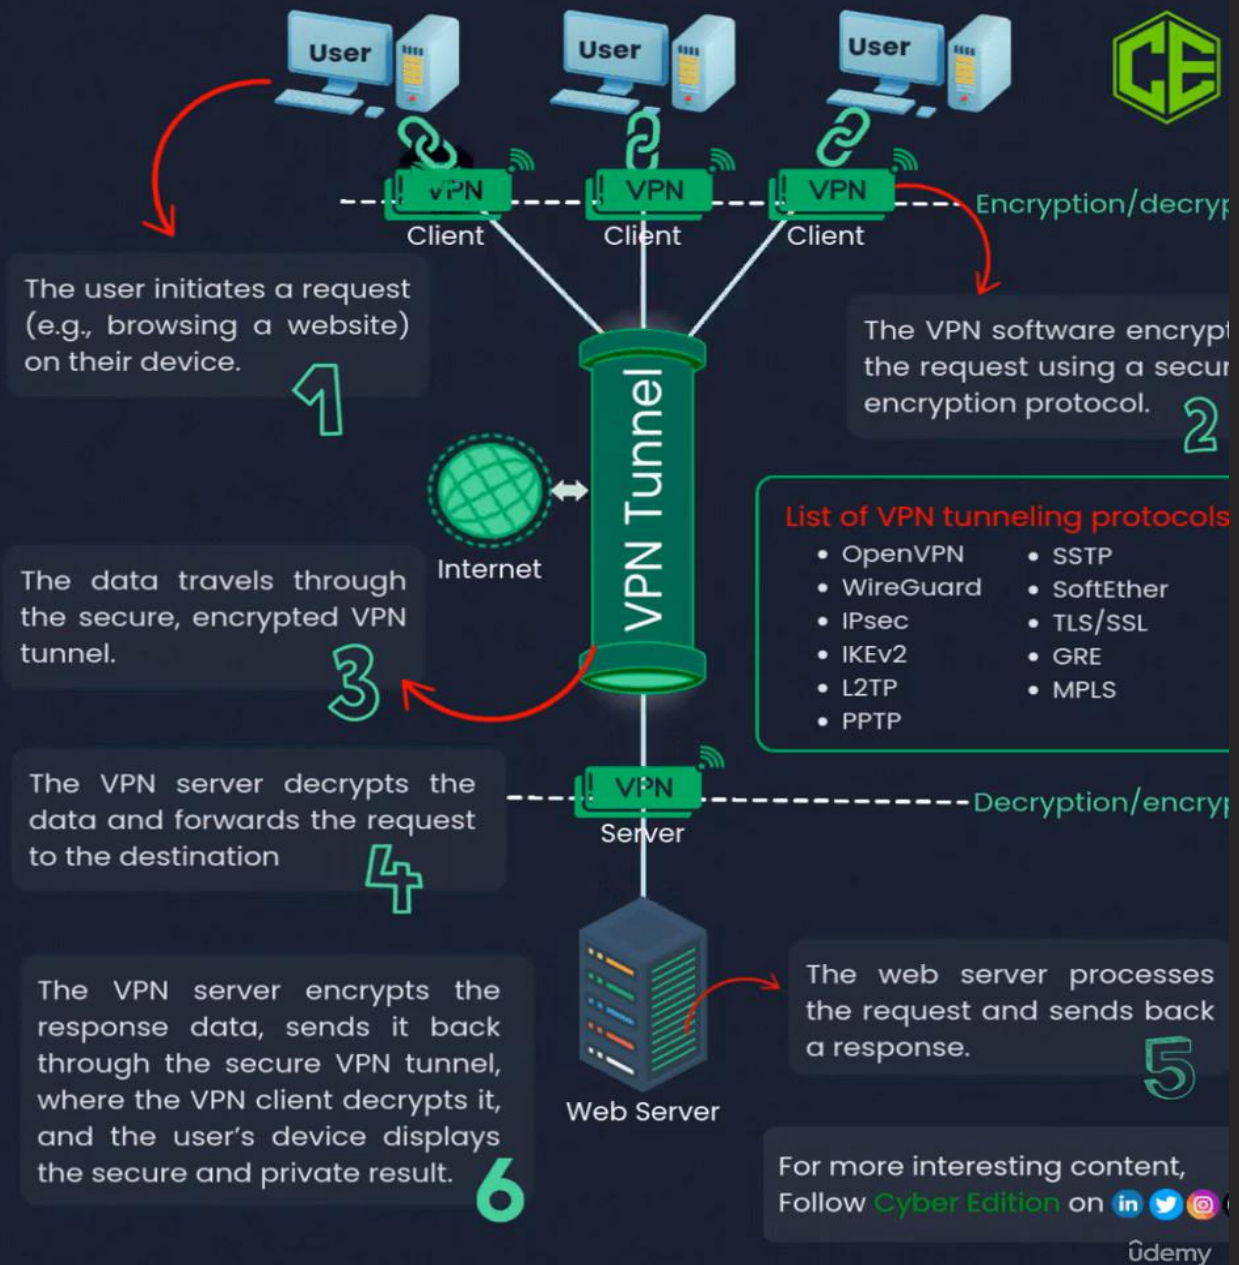 User
User
User
CE
VPN
VPN
VPN
Client
Client
Client
Encryption/decryp
The user initiates a request
(e.g., browsing a website)
on their device.
1
The VPN software encrypt
the request using a secur
encryption protocol.
2
VPN Tunnel
Internet
List of VPN tunneling protocols
• OpenVPN
• WireGuard
• IPsec
• IKEv2
• L2TP
• PPTP
• SSTP
• SoftEther
• TLS/SSL
• GRE
• MPLS
The data travels through
the secure, encrypted VPN
tunnel.
3
The VPN server decrypts the
data and forwards the request
to the destination
4
VPN
Server
Decryption/encryp
The web server processes
the request and sends back
a response.
5
Web Server
The VPN server encrypts the
response data, sends it back
through the secure VPN tunnel,
where the VPN client decrypts it,
and the user's device displays
the secure and private result.
6
For more interesting content,
Follow Cyber Edition on in
ûdemy